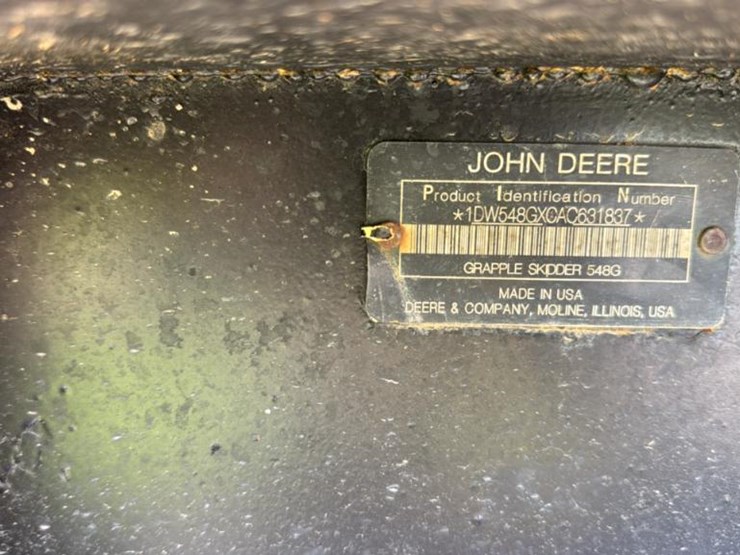 JOHN DEERE
Product Identification Number
*1DW548GXCAC631837*
GRAPPLE SKIDDER 548G
MADE IN USA
DEERE & COMPANY, MOLINE, ILLINOIS, USA